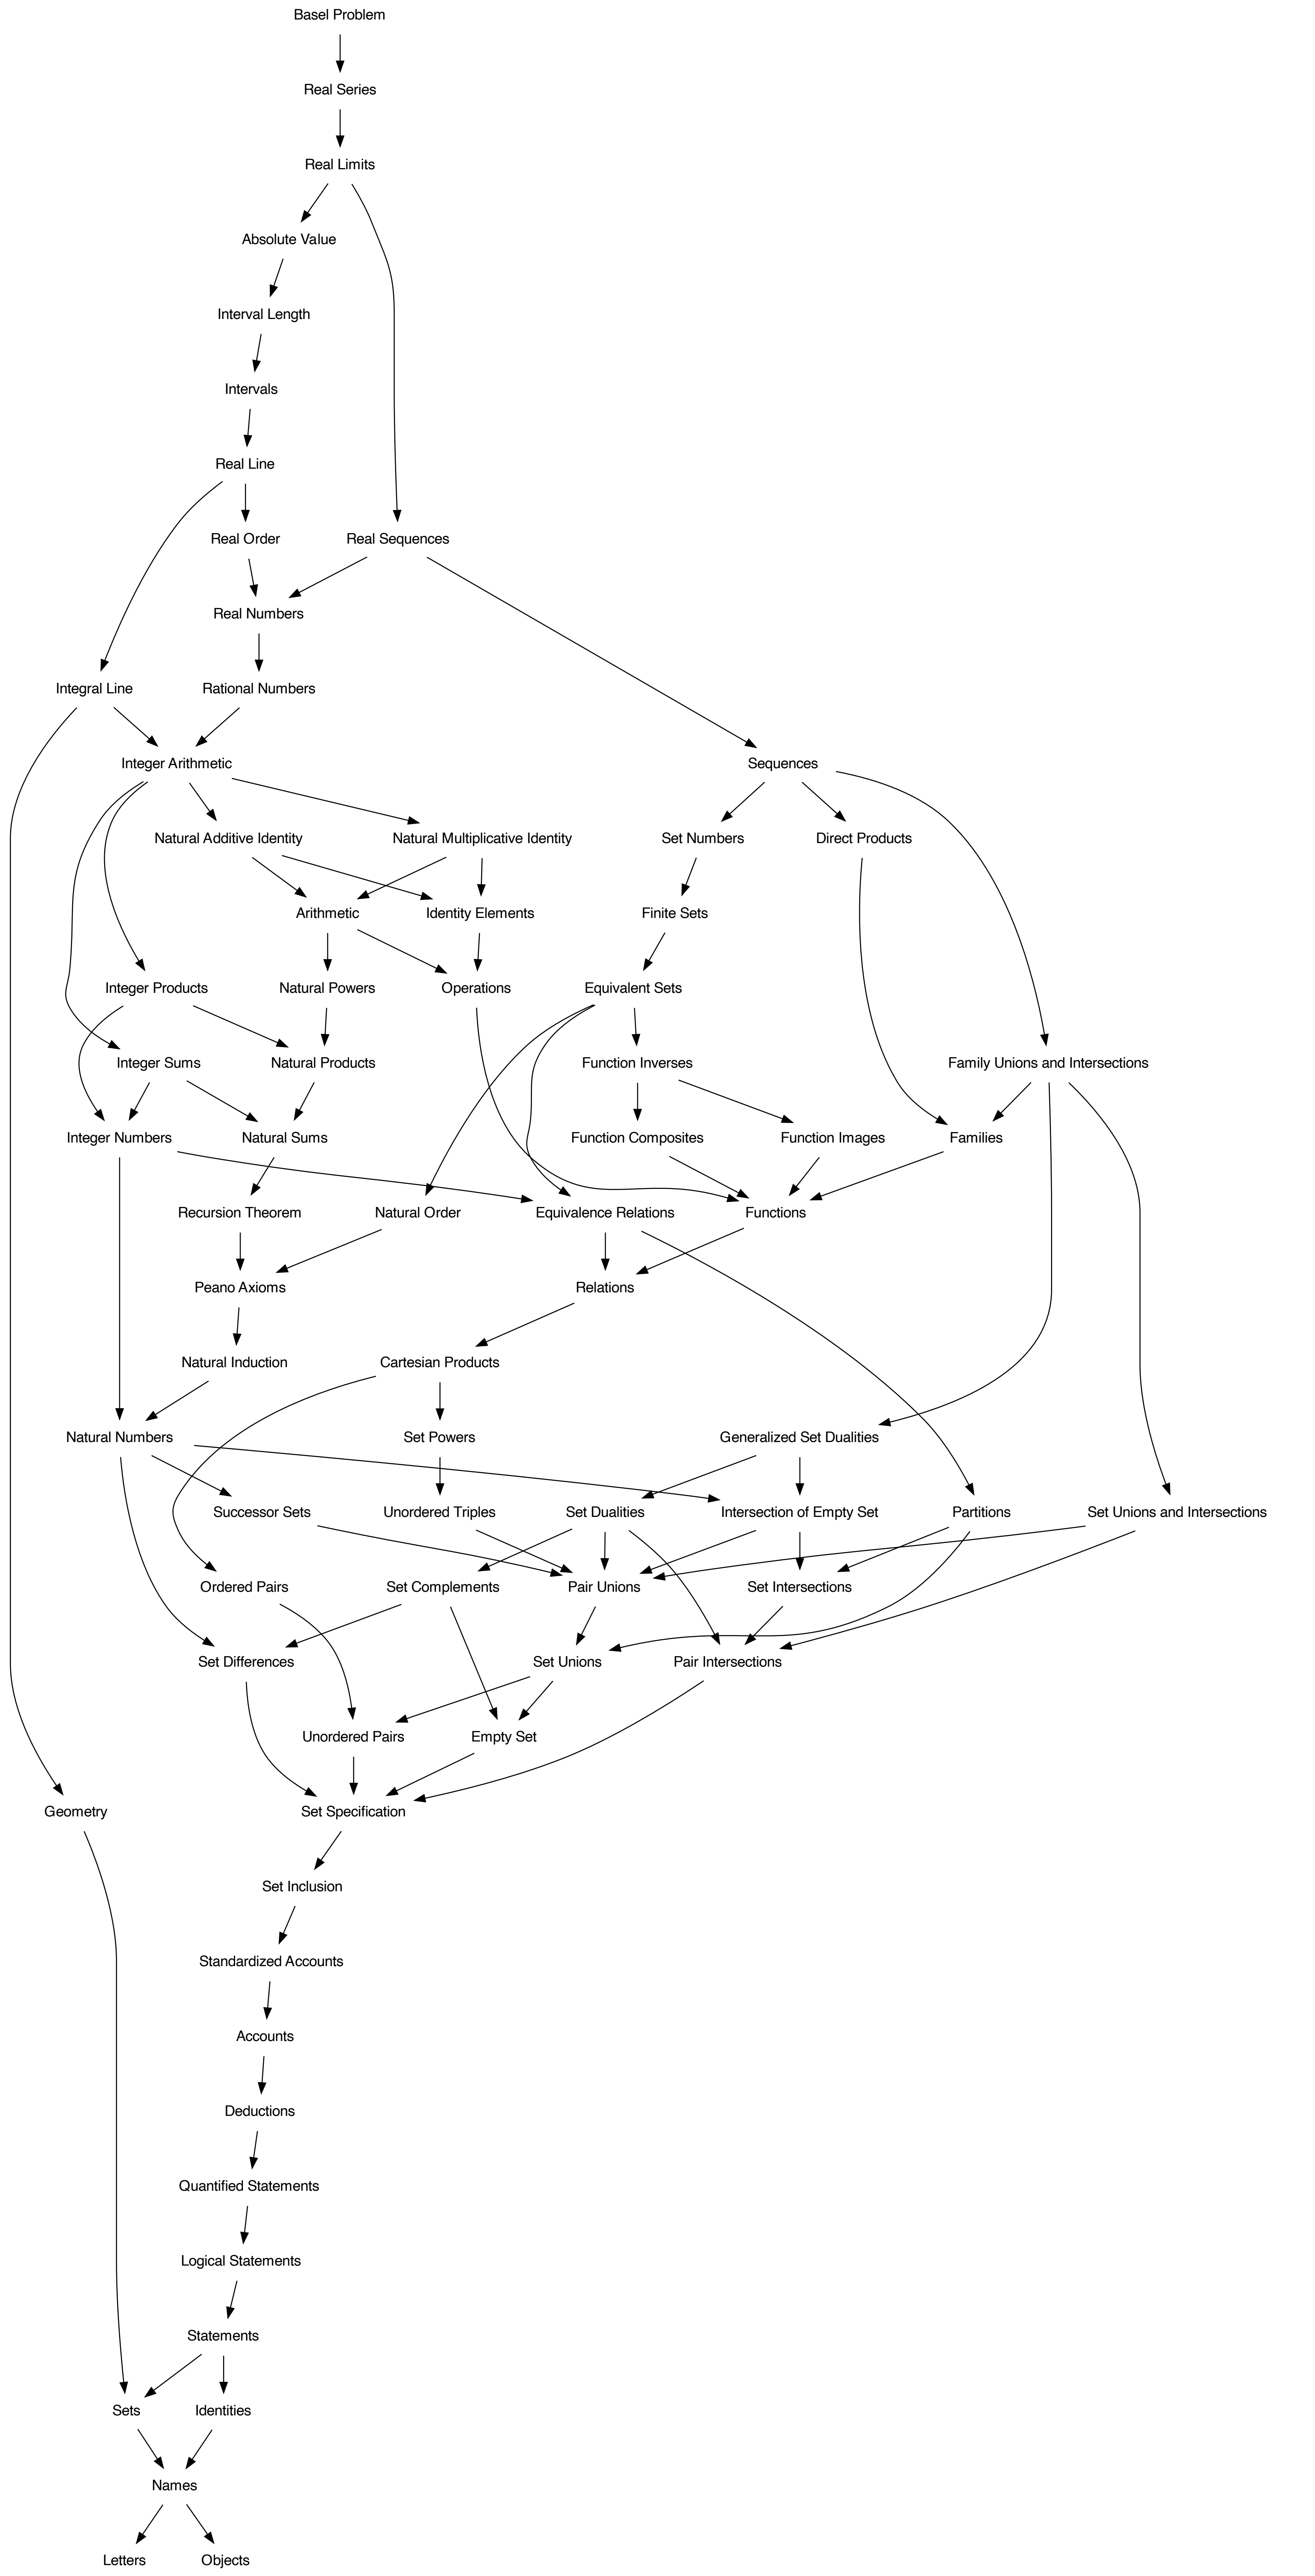 Basel Problem
Real Series
Real Limits
Absolute Value
Interval Length
Intervals
Real Line
Real Order
Real Sequences
Real Numbers
Integral Line
Rational Numbers
Integer Arithmetic
Sequences
Natural Additive Identity
Natural Multiplicative Identity
Set Numbers
Direct Products
Arithmetic
Identity Elements
Finite Sets
Integer Products
Natural Powers
Operations
Equivalent Sets
Integer Sums
Natural Products
Function Inverses
Family Unions and Intersections
Integer Numbers
Natural Sums
Function Composites
Function Images
Families
Recursion Theorem
Natural Order
Equivalence Relations
Functions
Peano Axioms
Relations
Natural Induction
Cartesian Products
Natural Numbers
Set Powers
Generalized Set Dualities
Successor Sets
Unordered Triples
Set Dualities
Intersection of Empty Set
Partitions
Set Unions and Intersections
Ordered Pairs
Set Complements
Pair Unions
Set Intersections
Set Differences
Set Unions
Pair Intersections
Unordered Pairs
Empty Set
Geometry
Set Specification
Set Inclusion
Standardized Accounts
Accounts
Deductions
Quantified Statements
Logical Statements
Statements
Sets
Identities
Names
Letters
Objects